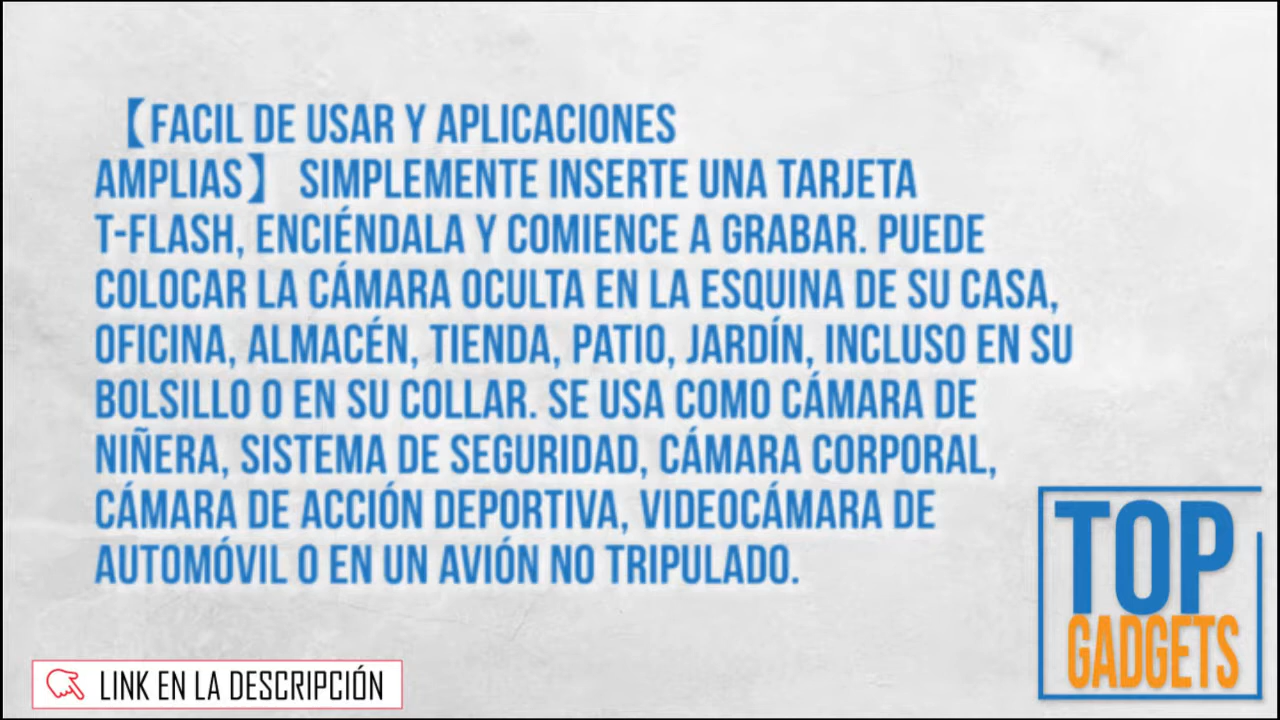 【FACIL DE USAR Y APLICACIONES
AMPLIAS】 SIMPLEMENTE INSERTE UNA TARJETA
T-FLASH, ENCIÉNDALA Y COMIENCE A GRABAR. PUEDE
COLOCAR LA CÁMARA OCULTA EN LA ESQUINA DE SU CASA,
OFICINA, ALMACÉN, TIENDA, PATIO, JARDÍN, INCLUSO EN SU
BOLSILLO O EN SU COLLAR. SE USA COMO CÁMARA DE
NIÑERA, SISTEMA DE SEGURIDAD, CÁMARA CORPORAL,
CÁMARA DE ACCIÓN DEPORTIVA, VIDEOCÁMARA DE
AUTOMÓVIL O EN UN AVIÓN NO TRIPULADO.
TOP
GADGETS
LINK EN LA DESCRIPCIÓN